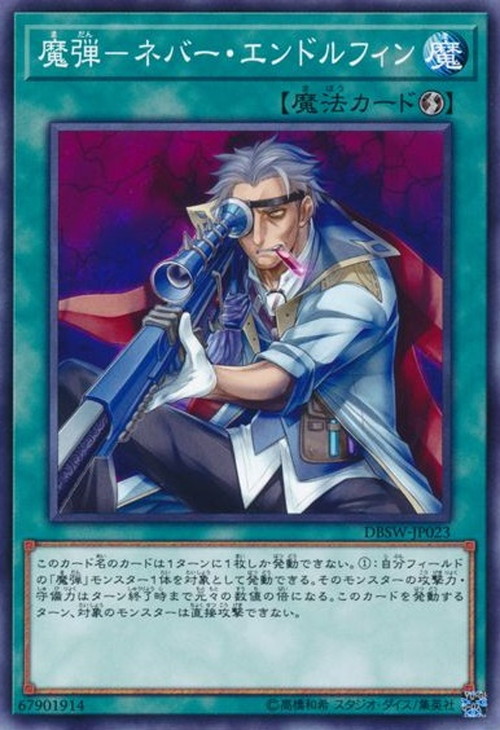 魔弾－ネバー・エンドルフィン
魔
【魔法カード】
DBSW-JP023
このカード名のカードは1ターンに1枚しか発動できない。①：自分フィールド
の「魔弾」モンスター1体を対象として発動できる。そのモンスターの攻撃力・
守備力はターン終了時まで元々の数値の倍になる。このカードを発動する
ターン、対象のモンスターは直接攻撃できない。
67901914
©高橋和希 スタジオ・ダイス/集英社